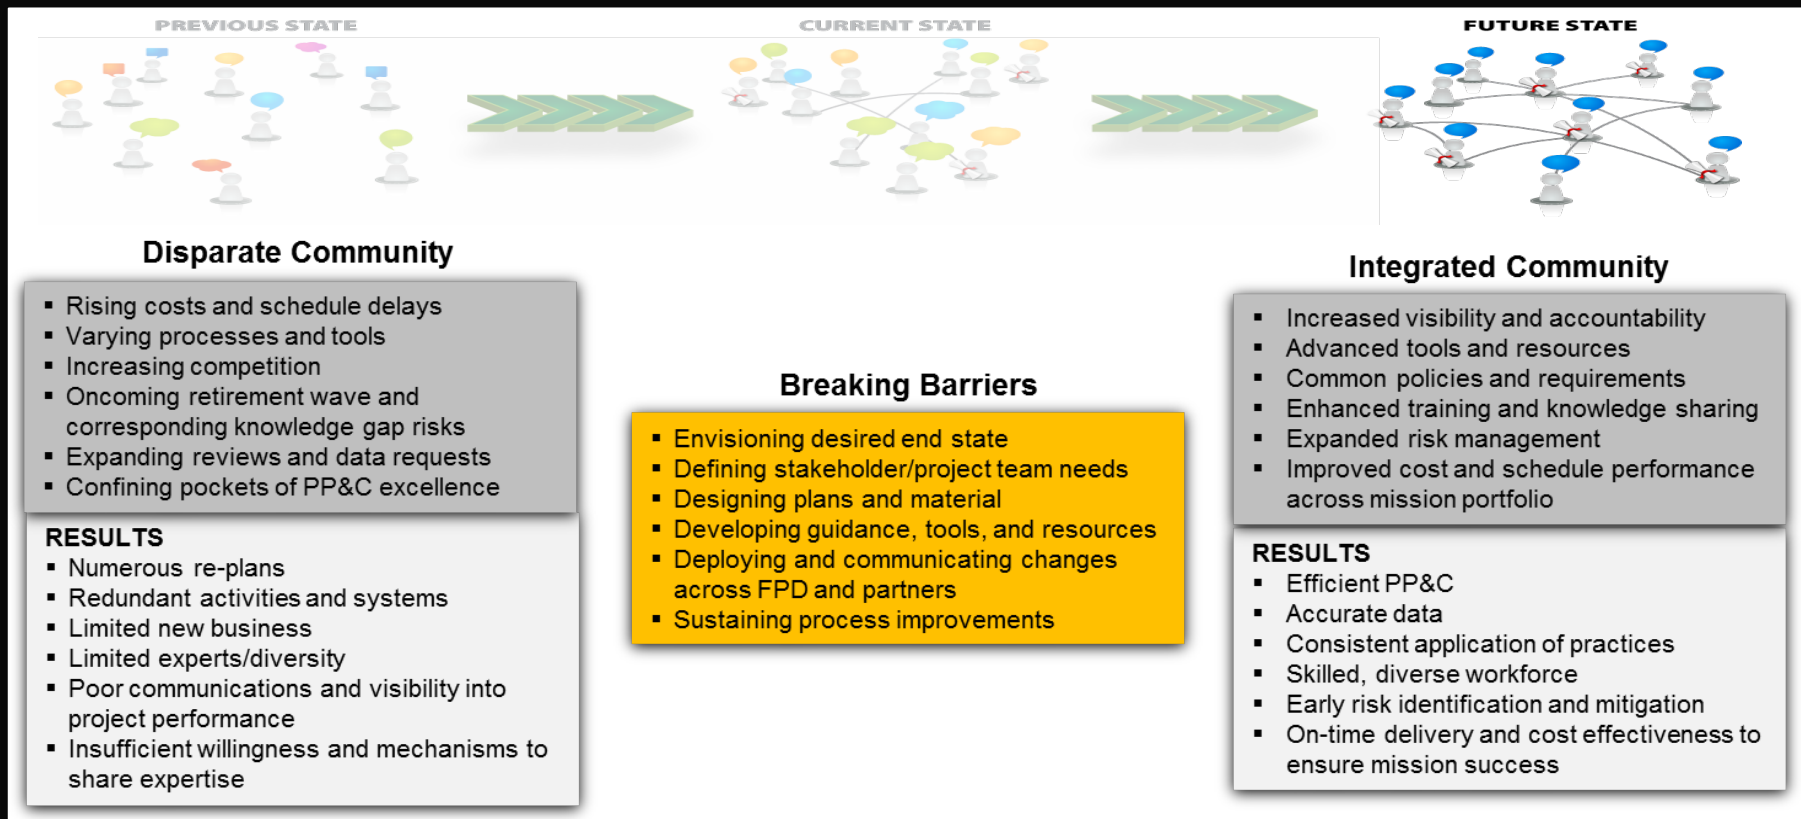 PREVIOUS STATE
CURRENT STATE
FUTURE STATE
Disparate Community
▪ Rising costs and schedule delays
▪ Varying processes and tools
▪ Increasing competition
▪ Oncoming retirement wave and
corresponding knowledge gap risks
▪ Expanding reviews and data requests
▪ Confining pockets of PP&C excellence
RESULTS
▪ Numerous re-plans
▪ Redundant activities and systems
▪ Limited new business
▪ Limited experts/diversity
▪ Poor communications and visibility into
project performance
▪ Insufficient willingness and mechanisms to
share expertise
Breaking Barriers
▪ Envisioning desired end state
▪ Defining stakeholder/project team needs
▪ Designing plans and material
▪ Developing guidance, tools, and resources
▪ Deploying and communicating changes
across FPD and partners
▪ Sustaining process improvements
Integrated Community
▪ Increased visibility and accountability
▪ Advanced tools and resources
▪ Common policies and requirements
▪ Enhanced training and knowledge sharing
▪ Expanded risk management
▪ Improved cost and schedule performance
across mission portfolio
RESULTS
▪ Efficient PP&C
▪ Accurate data
▪ Consistent application of practices
▪ Skilled, diverse workforce
▪ Early risk identification and mitigation
▪ On-time delivery and cost effectiveness to
ensure mission success